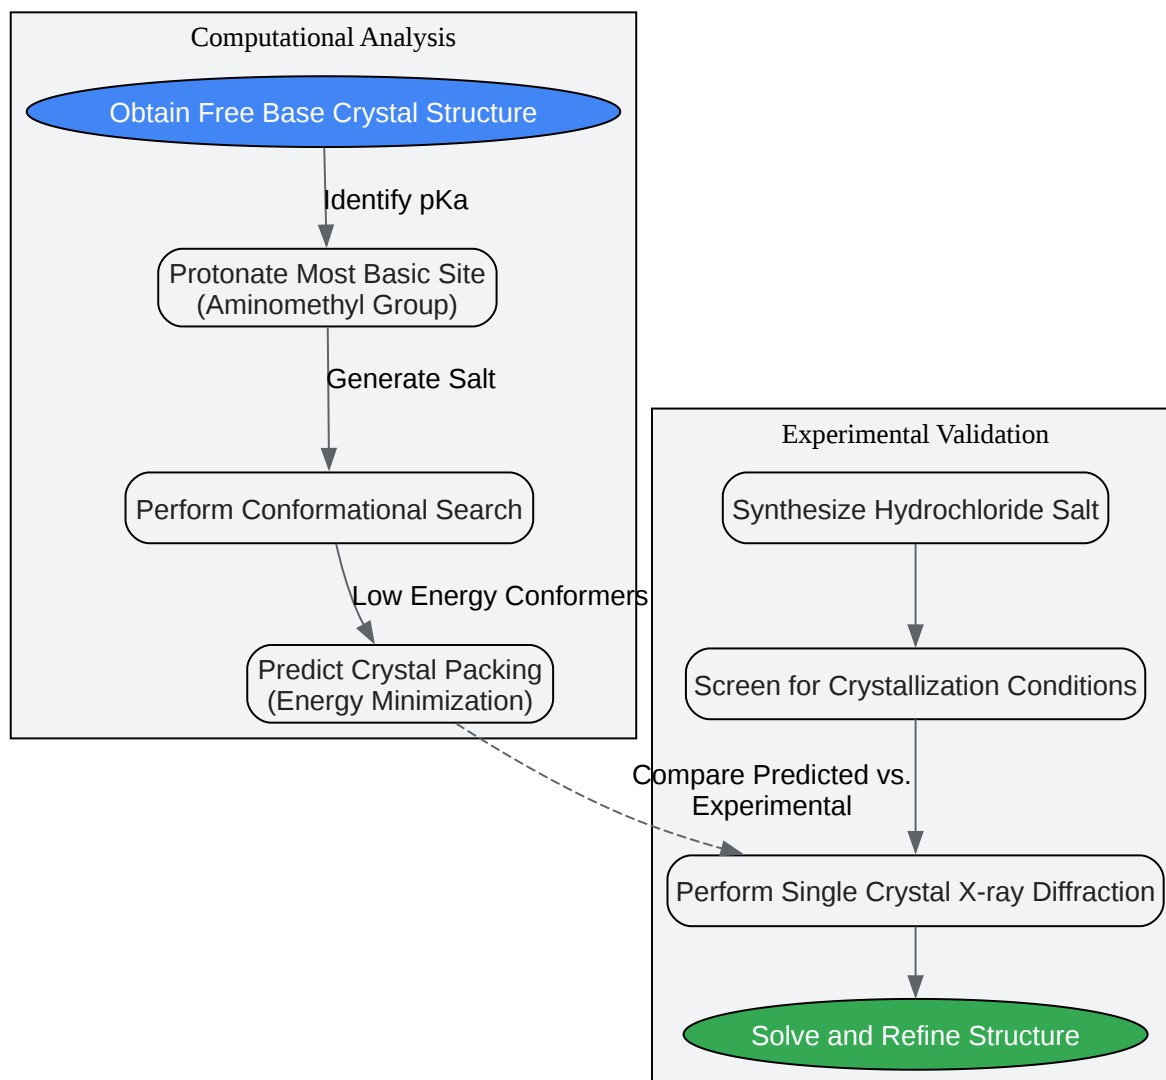 Computational Analysis
Obtain Free Base Crystal Structure
Identify pKa
Protonate Most Basic Site
(Aminomethyl Group)
Generate Salt
Perform Conformational Search
Low Energy Conformers
Predict Crystal Packing
(Energy Minimization)
Experimental Validation
Synthesize Hydrochloride Salt
Screen for Crystallization Conditions
Compare Predicted vs.
Experimental
Perform Single Crystal X-ray Diffraction
Solve and Refine Structure